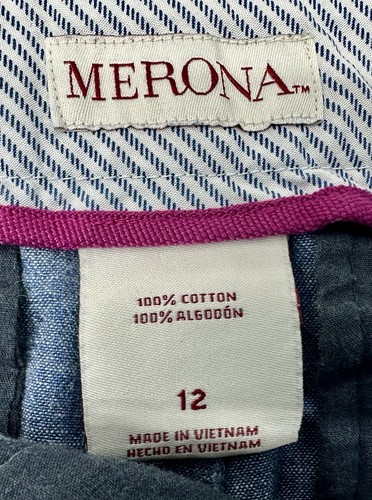 MERONA™
100% COTTON
100% ALGODÓN
12
MADE IN VIETNAM
HECHO EN VIETNAM